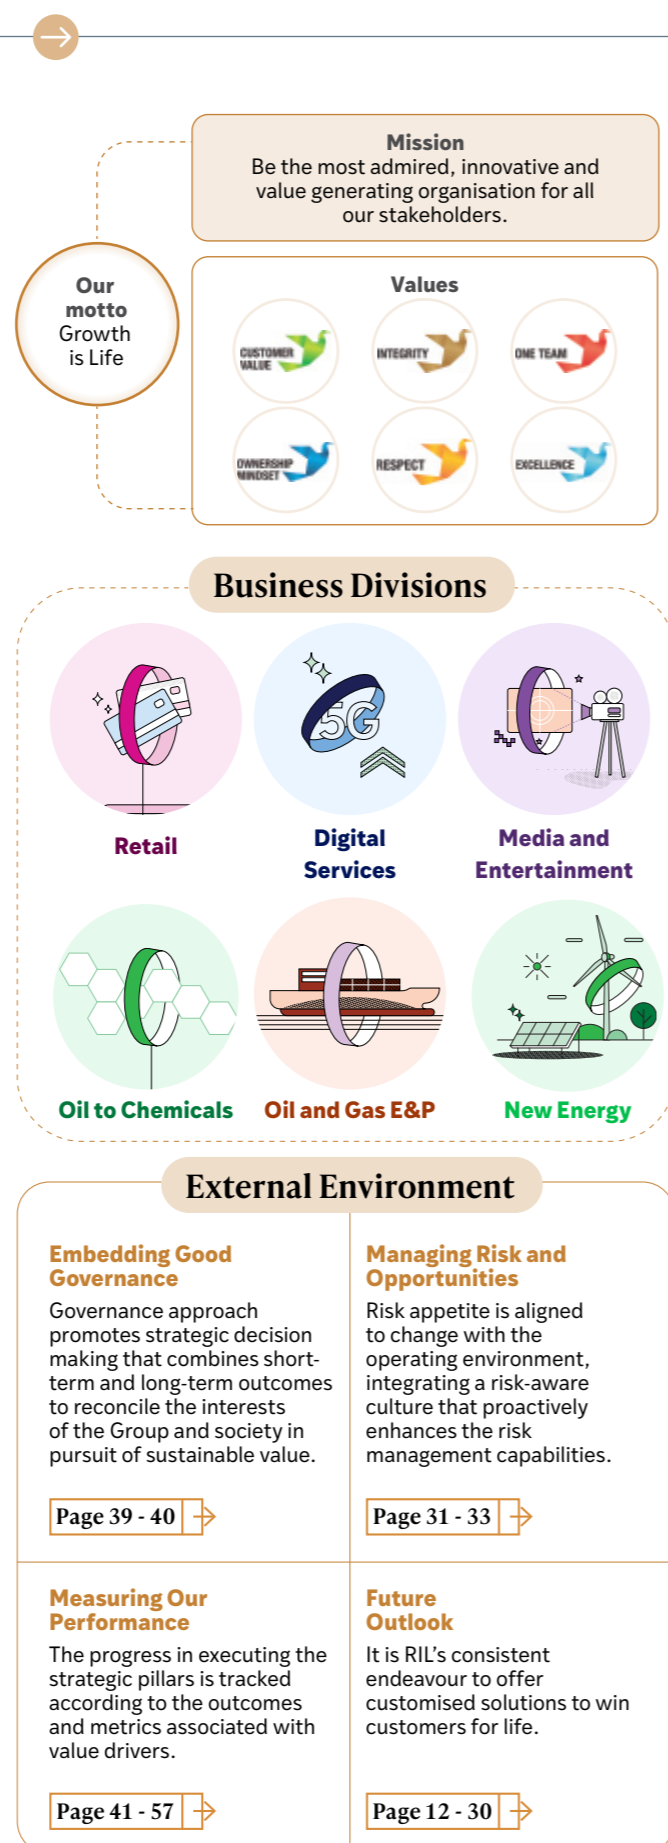 Mission
Be the most admired, innovative and
value generating organisation for all
our stakeholders.
Our
motto
Growth
is Life
Values
CUSTOMER
VALUE
INTEGRITY
ONE TEAM
OWNERSHIP
MINDSET
RESPECT
EXCELLENCE
Business Divisions
5G
Retail
Digital
Services
Media and
Entertainment
Oil to Chemicals
Oil and Gas E&P
New Energy
External Environment
Embedding Good
Governance
Governance approach
promotes strategic decision
making that combines short-
term and long-term outcomes
to reconcile the interests
of the Group and society in
pursuit of sustainable value.
Page 39 - 40
Managing Risk and
Opportunities
Risk appetite is aligned
to change with the
operating environment,
integrating a risk-aware
culture that proactively
enhances the risk
management capabilities.
Page 31 - 33
Measuring Our
Performance
The progress in executing the
strategic pillars is tracked
according to the outcomes
and metrics associated with
value drivers.
Page 41 - 57
Future
Outlook
It is RIL's consistent
endeavour to offer
customised solutions to win
customers for life.
Page 12 - 30